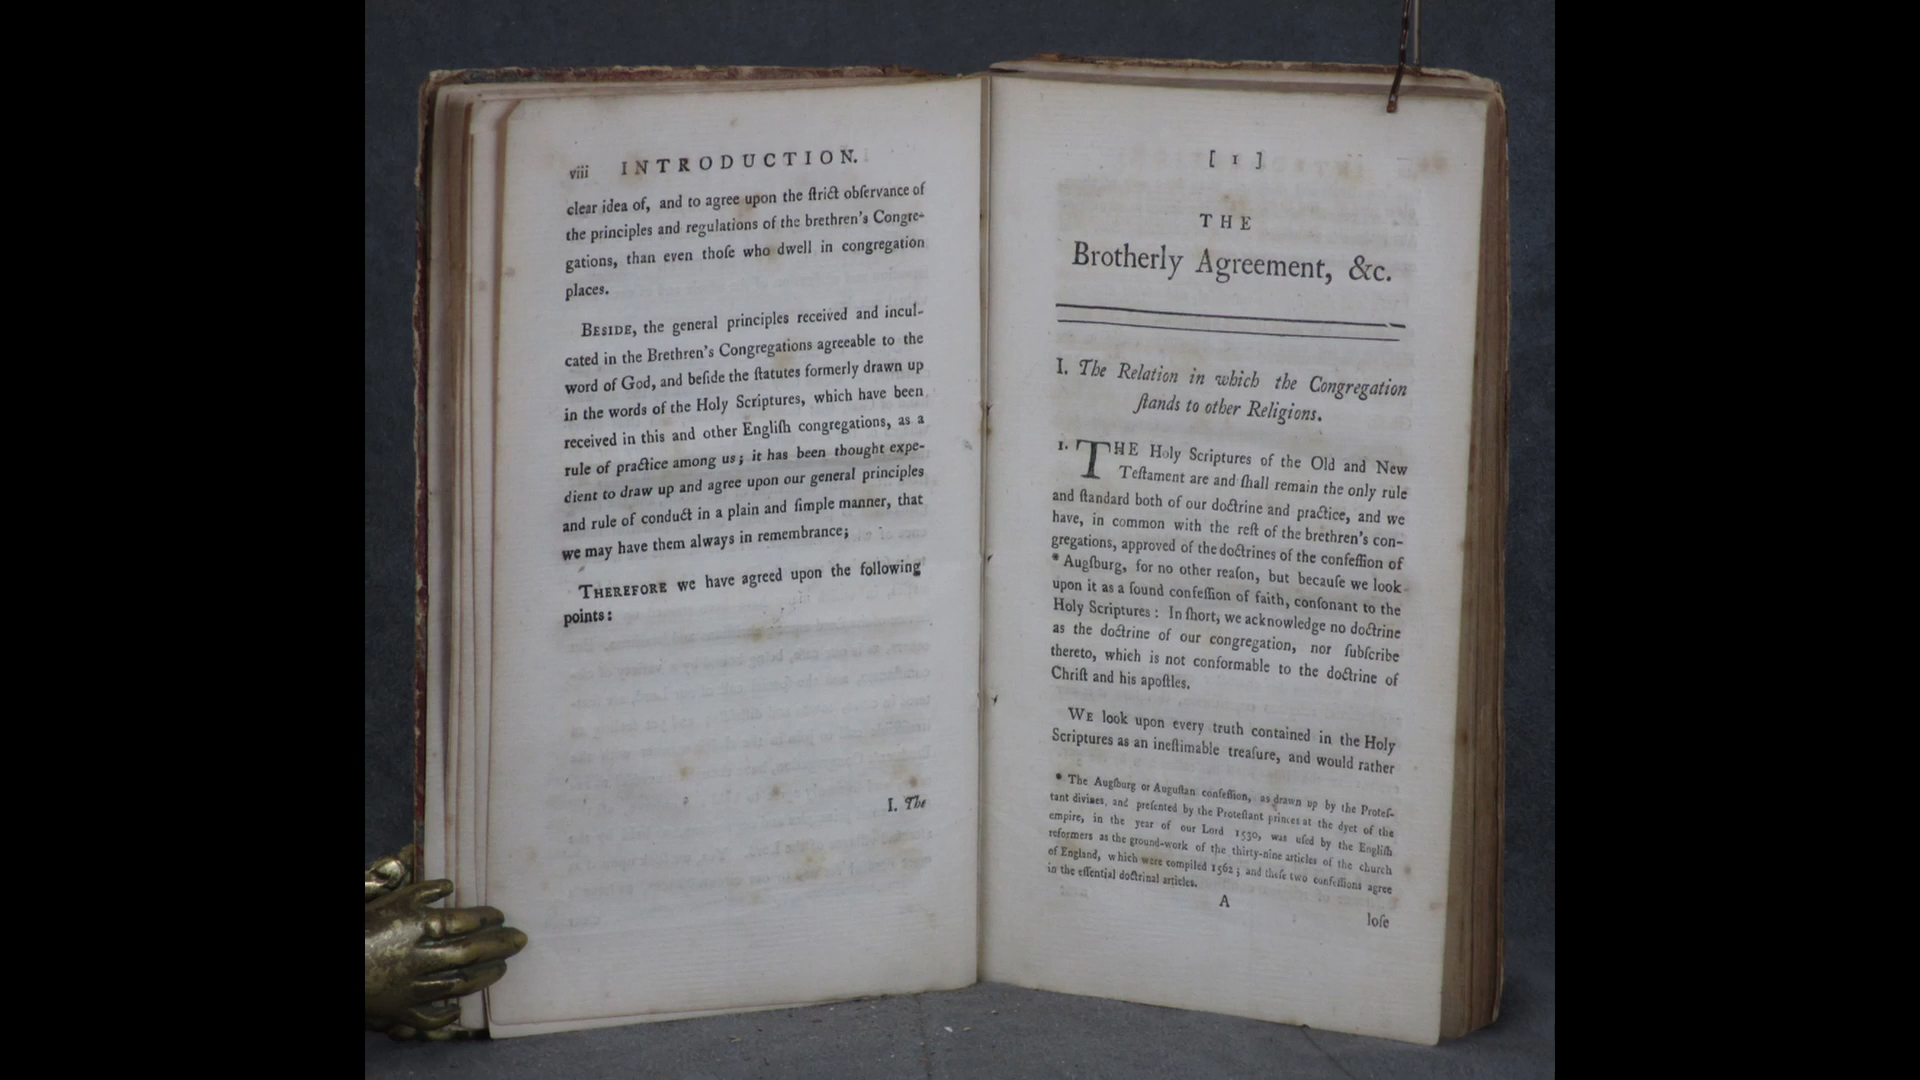 viii INTRODUCTION.
clear idea of, and to agree upon the ſtrict obſervance of
the principles and regulations of the brethren's Congre-
gations, than even thoſe who dwell in congregation
places.
BESIDE, the general principles received and incul-
cated in the Brethren's Congregations agreeable to the
word of God, and beſide the ſtatutes formerly drawn up
in the words of the Holy Scriptures, which have been
received in this and other Engliſh congregations, as a
rule of practice among us; it has been thought expe-
dient to draw up and agree upon our general principles
and rule of conduct in a plain and ſimple manner, that
we may have them always in remembrance;
THEREFORE we have agreed upon the following
points:
I. The
[ 1 ]
THE
Brotherly Agreement, &c.
I. The Relation in which the Congregation
ſtands to other Religions.
1. THE Holy Scriptures of the Old and New
Teſtament are and ſhall remain the only rule
and ſtandard both of our doctrine and practice, and we
have, in common with the reſt of the brethren's con-
gregations, approved of the doctrines of the confeſſion of
* Augſburg, for no other reaſon, but becauſe we look
upon it as a ſound confeſſion of faith, conſonant to the
Holy Scriptures: In ſhort, we acknowledge no doctrine
as the doctrine of our congregation, nor ſubſcribe
thereto, which is not conformable to the doctrine of
Chriſt and his apoſtles.
WE look upon every truth contained in the Holy
Scriptures as an ineſtimable treaſure, and would rather
* The Augſburg or Auguſtan confeſſion, as drawn up by the Proteſ-
tant divines, and preſented by the Proteſtant princes at the dyet of the
empire, in the year of our Lord 1530, was uſed by the Engliſh
reformers as the ground-work of the thirty-nine articles of the church
of England, which were compiled 1562; and theſe two confeſſions agree
in the eſſential doctrinal articles.
A
loſe